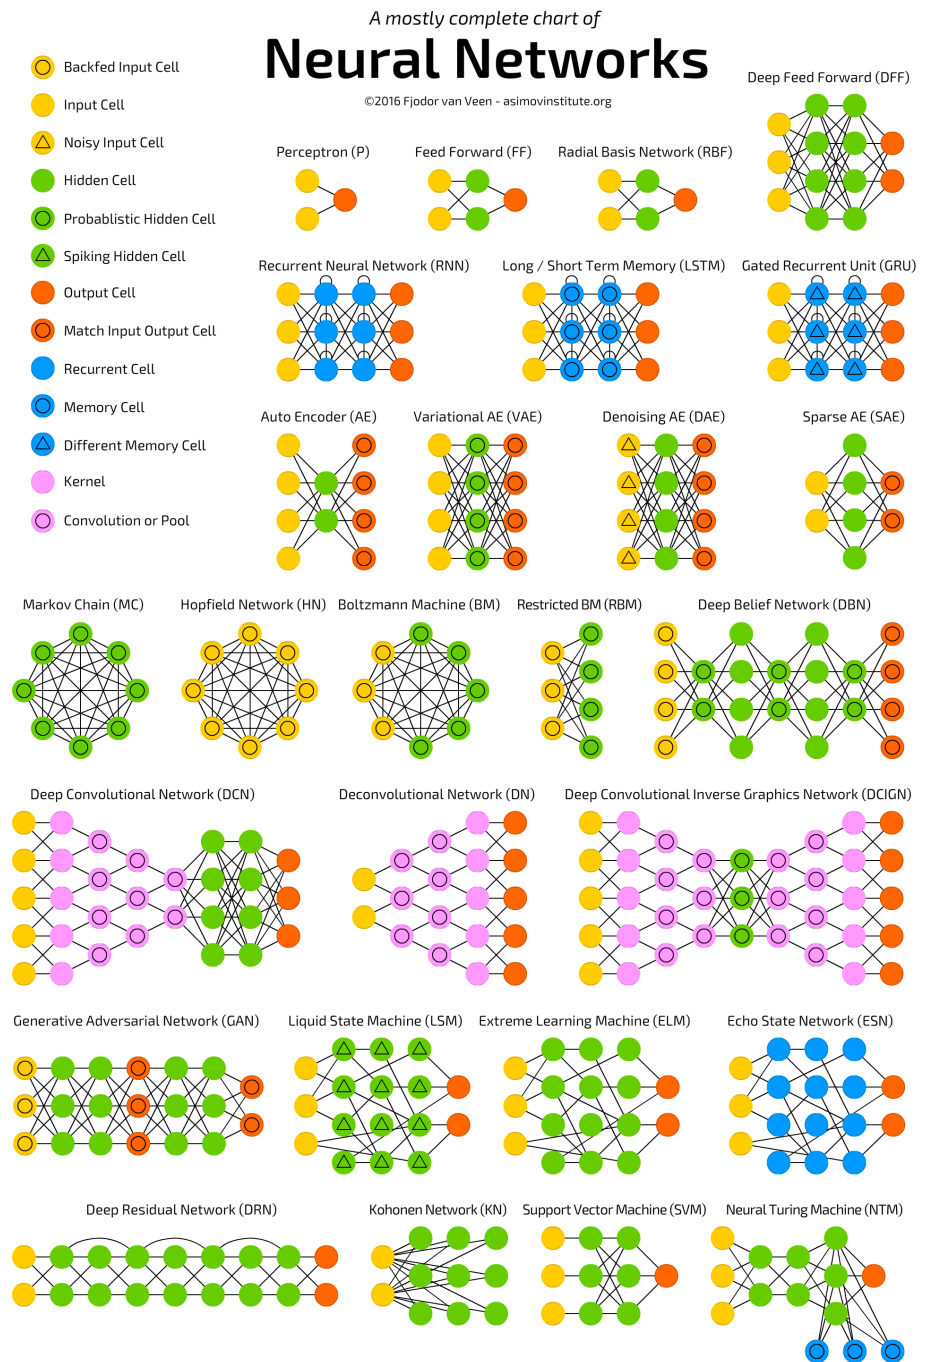 A mostly complete chart of
Neural Networks
©2016 Fjodor van Veen - asimovinstitute.org
Backfed Input Cell
Input Cell
Noisy Input Cell
Hidden Cell
Probablistic Hidden Cell
Spiking Hidden Cell
Output Cell
Match Input Output Cell
Recurrent Cell
Memory Cell
Different Memory Cell
Kernel
Convolution or Pool
Deep Feed Forward (DFF)
Perceptron (P)
Feed Forward (FF)
Radial Basis Network (RBF)
Recurrent Neural Network (RNN)
Long / Short Term Memory (LSTM)
Gated Recurrent Unit (GRU)
Auto Encoder (AE)
Variational AE (VAE)
Denoising AE (DAE)
Sparse AE (SAE)
Markov Chain (MC)
Hopfield Network (HN)
Boltzmann Machine (BM)
Restricted BM (RBM)
Deep Belief Network (DBN)
Deep Convolutional Network (DCN)
Deconvolutional Network (DN)
Deep Convolutional Inverse Graphics Network (DCIGN)
Generative Adversarial Network (GAN)
Liquid State Machine (LSM)
Extreme Learning Machine (ELM)
Echo State Network (ESN)
Deep Residual Network (DRN)
Kohonen Network (KN)
Support Vector Machine (SVM)
Neural Turing Machine (NTM)